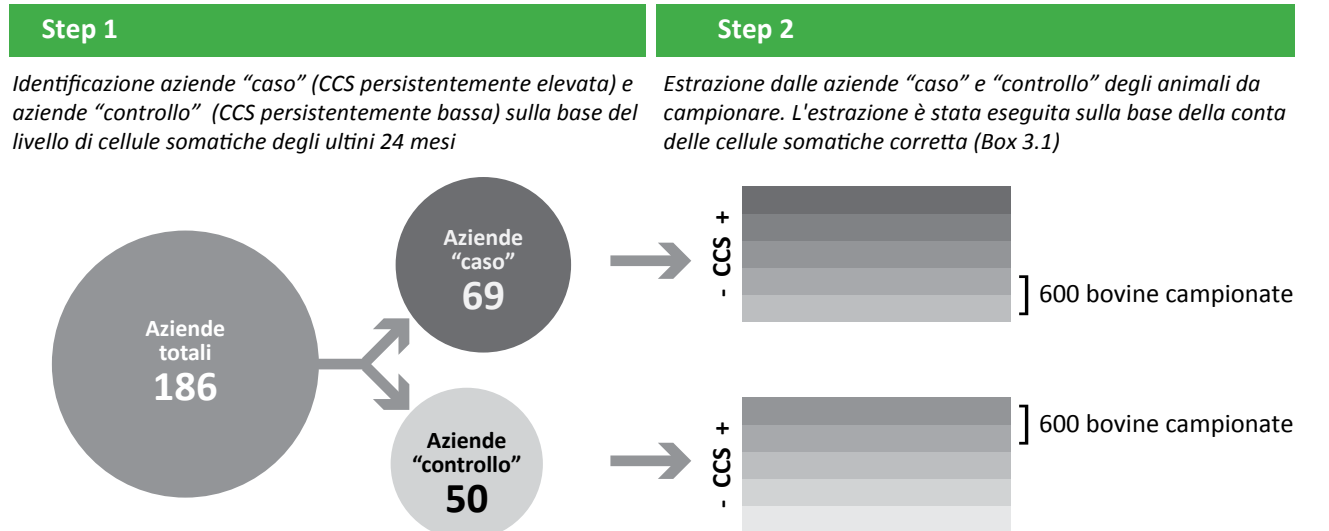 Step 1
Identificazione aziende “caso” (CCS persistentemente elevata) e
aziende “controllo”  (CCS persistentemente bassa) sulla base del
livello di cellule somatiche degli ultini 24 mesi
Step 2
Estrazione dalle aziende “caso” e “controllo” degli animali da
campionare. L'estrazione è stata eseguita sulla base della conta
delle cellule somatiche corretta (Box 3.1)
Aziende
totali
186
Aziende
“caso”
69
- CCS +
600 bovine campionate
Aziende
“controllo”
50
- CCS +
600 bovine campionate